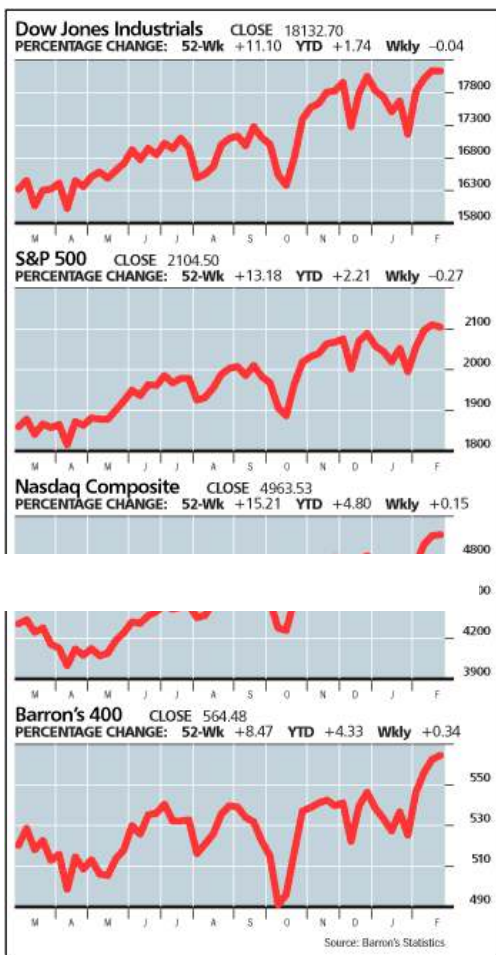 Dow Jones Industrials CLOSE 18132.70
PERCENTAGE CHANGE: 52-Wk +11.10 YTD +1.74 Wkly –0.04
17800
17300
16800
16300
15800
M A M J J A S O N D J F
S&P 500 CLOSE 2104.50
PERCENTAGE CHANGE: 52-Wk +13.18 YTD +2.21 Wkly –0.27
2100
2000
1900
1800
M A M J J A S O N D J F
Nasdaq Composite CLOSE 4963.53
PERCENTAGE CHANGE: 52-Wk +15.21 YTD +4.80 Wkly +0.15
4800
4200
3900
M A M J J A S O N D J F
Barron's 400 CLOSE 564.48
PERCENTAGE CHANGE: 52-Wk +8.47 YTD +4.33 Wkly +0.34
550
530
510
490
M A M J J A S O N D J F
Source: Barron's Statistics